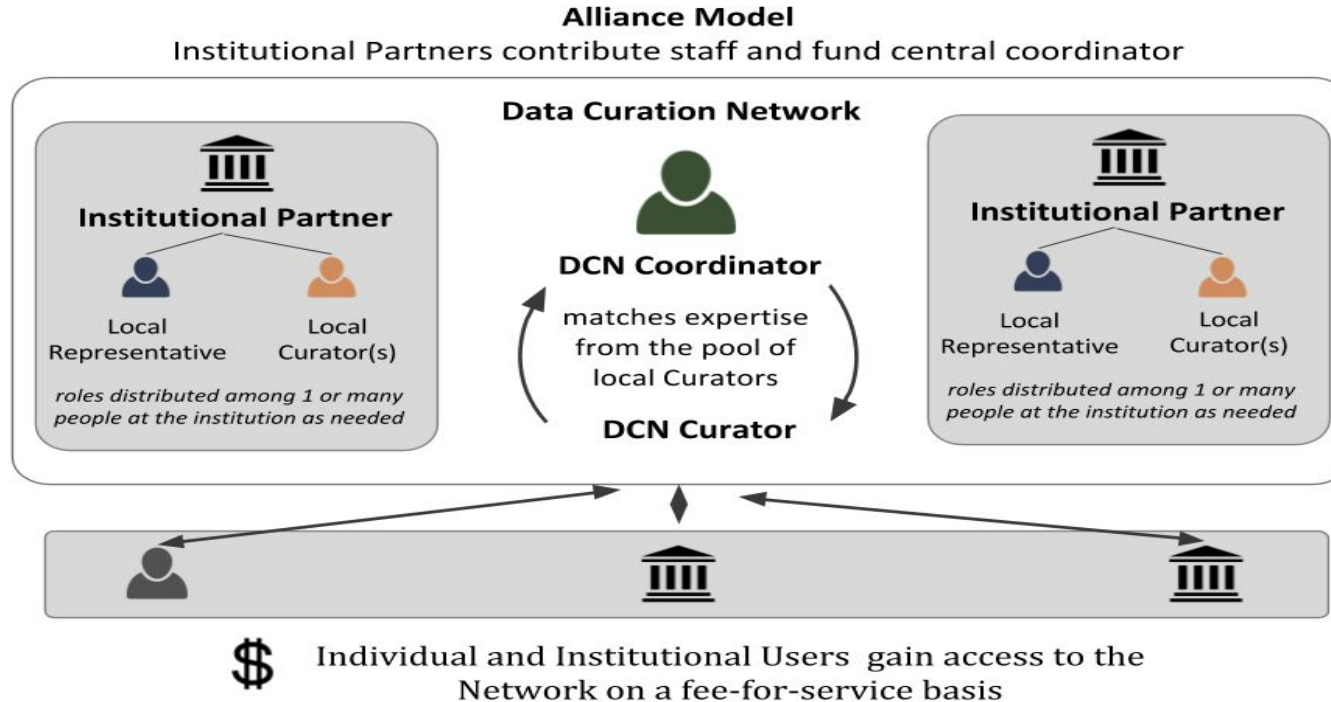 Alliance Model
Institutional Partners contribute staff and fund central coordinator
Data Curation Network
Institutional Partner
Local
Representative
Local
Curator(s)
roles distributed among 1 or many
people at the institution as needed
DCN Coordinator
matches expertise
from the pool of
local Curators
DCN Curator
Institutional Partner
Local
Representative
Local
Curator(s)
roles distributed among 1 or many
people at the institution as needed
$ Individual and Institutional Users gain access to the
Network on a fee-for-service basis